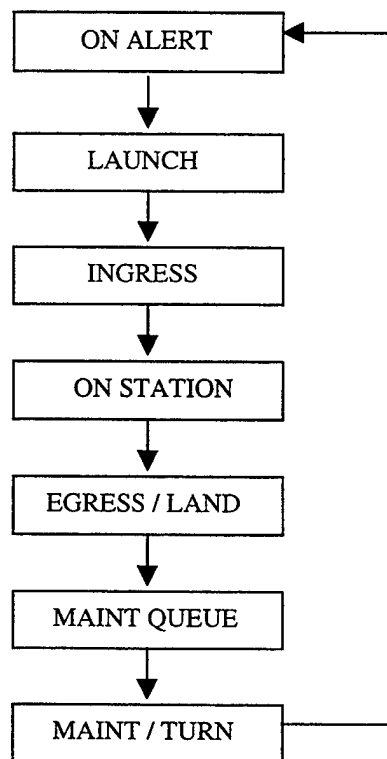 ON ALERT
LAUNCH
INGRESS
ON STATION
EGRESS / LAND
MAINT QUEUE
MAINT / TURN